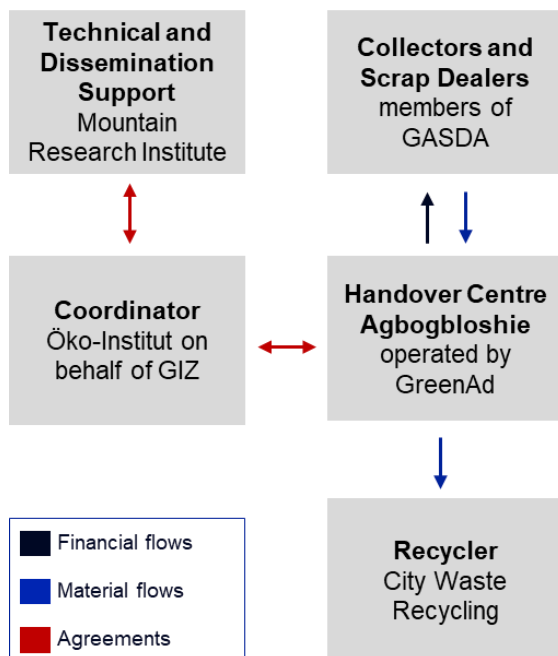 Technical and
Dissemination
Support
Mountain
Research Institute
Collectors and
Scrap Dealers
members of
GASDA
Coordinator
Öko-Institut on
behalf of GIZ
Handover Centre
Agbogbloshie
operated by
GreenAd
Recycler
City Waste
Recycling
Financial flows
Material flows
Agreements